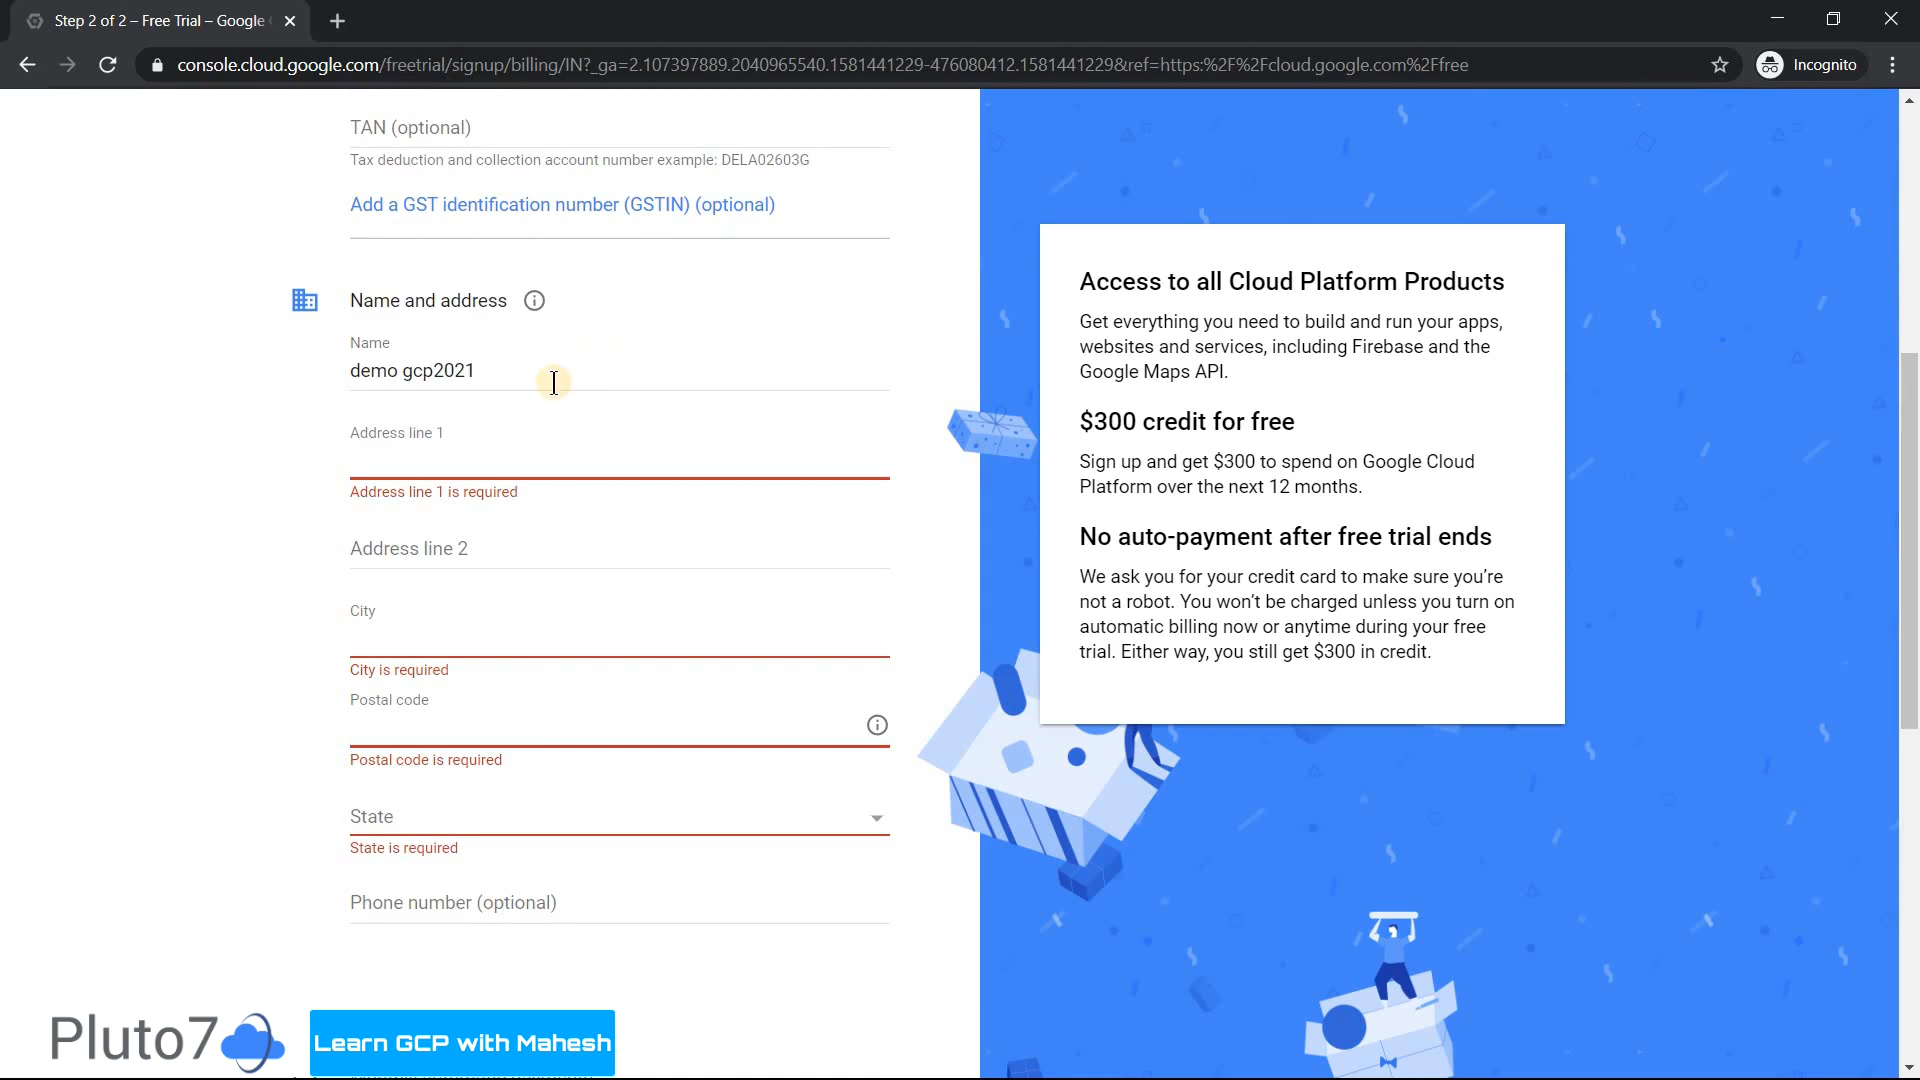 Step 2 of 2 – Free Trial – Google
console.cloud.google.com/freetrial/signup/billing/IN?_ga=2.107397889.2040965540.1581441229-476080412.1581441229&ref=https:%2F%2Fcloud.google.com%2Ffree
Incognito
TAN (optional)
Tax deduction and collection account number example: DELA02603G
Add a GST identification number (GSTIN) (optional)
Name and address
Name
demo gcp2021
Address line 1
Address line 1 is required
Address line 2
City
City is required
Postal code
Postal code is required
State
State is required
Phone number (optional)
Access to all Cloud Platform Products
Get everything you need to build and run your apps,
websites and services, including Firebase and the
Google Maps API.
$300 credit for free
Sign up and get $300 to spend on Google Cloud
Platform over the next 12 months.
No auto-payment after free trial ends
We ask you for your credit card to make sure you're
not a robot. You won't be charged unless you turn on
automatic billing now or anytime during your free
trial. Either way, you still get $300 in credit.
Pluto7
Learn GCP with Mahesh